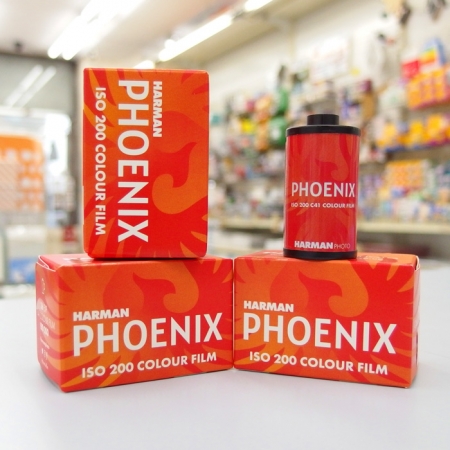 HARMAN
PHOENIX
ISO 200 COLOUR FILM
PHOENIX
ISO 200 C41 COLOUR FILM
HARMAN PHOTO
HARMAN
PHOENIX
ISO 200 COLOUR FILM
HARMAN
PHOENIX
ISO 200 COLOUR FILM